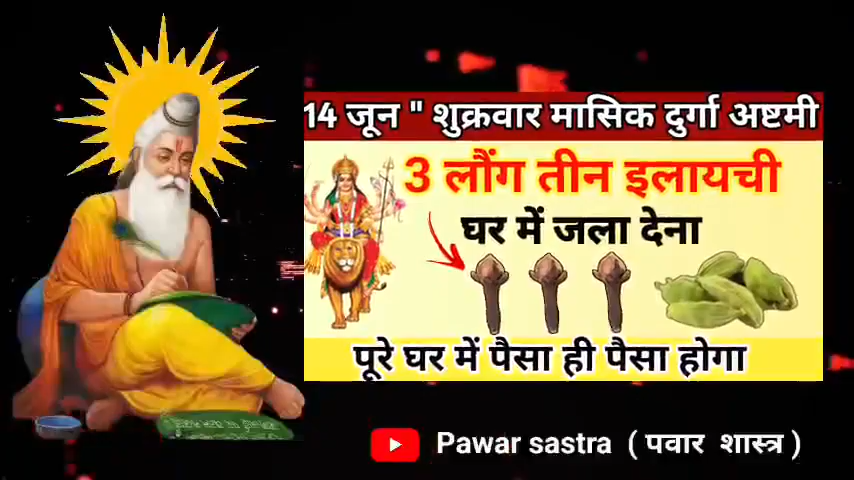 14 जून " शुक्रवार मासिक दुर्गा अष्टमी
3 लौंग तीन इलायची
घर में जला देना
पूरे घर में पैसा ही पैसा होगा
Pawar sastra ( पवार शास्त्र )